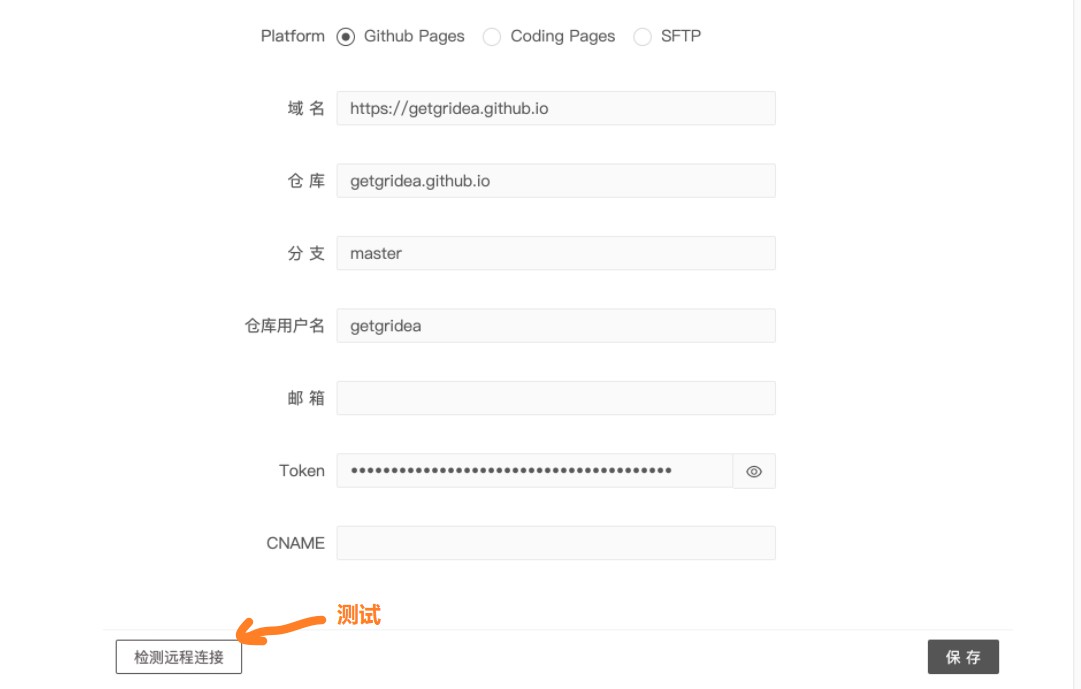 Platform Github Pages Coding Pages SFTP
域 名 https://getgridea.github.io
仓 库 getgridea.github.io
分 支 master
仓库用户名 getgridea
邮 箱
Token ••••••••••••••••••••••••••••••••••••••••
CNAME
测试
检测远程连接 保 存